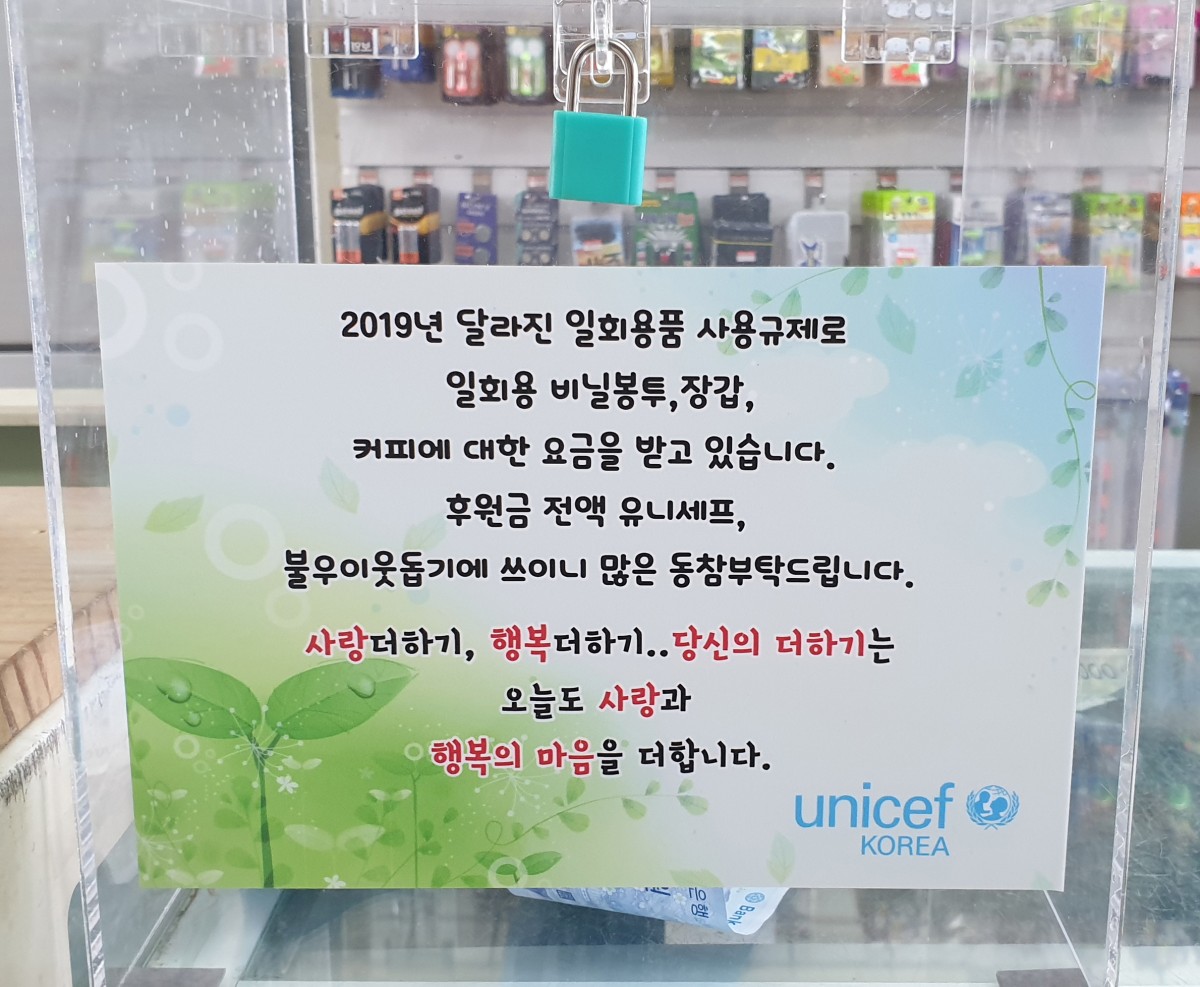 2019년 달라진 일회용품 사용규제로
일회용 비닐봉투,장갑,
커피에 대한 요금을 받고 있습니다.
후원금 전액 유니세프,
불우이웃돕기에 쓰이니 많은 동참부탁드립니다.
사랑더하기, 행복더하기..당신의 더하기는
오늘도 사랑과
행복의 마음을 더합니다.
unicef
KOREA
Bank